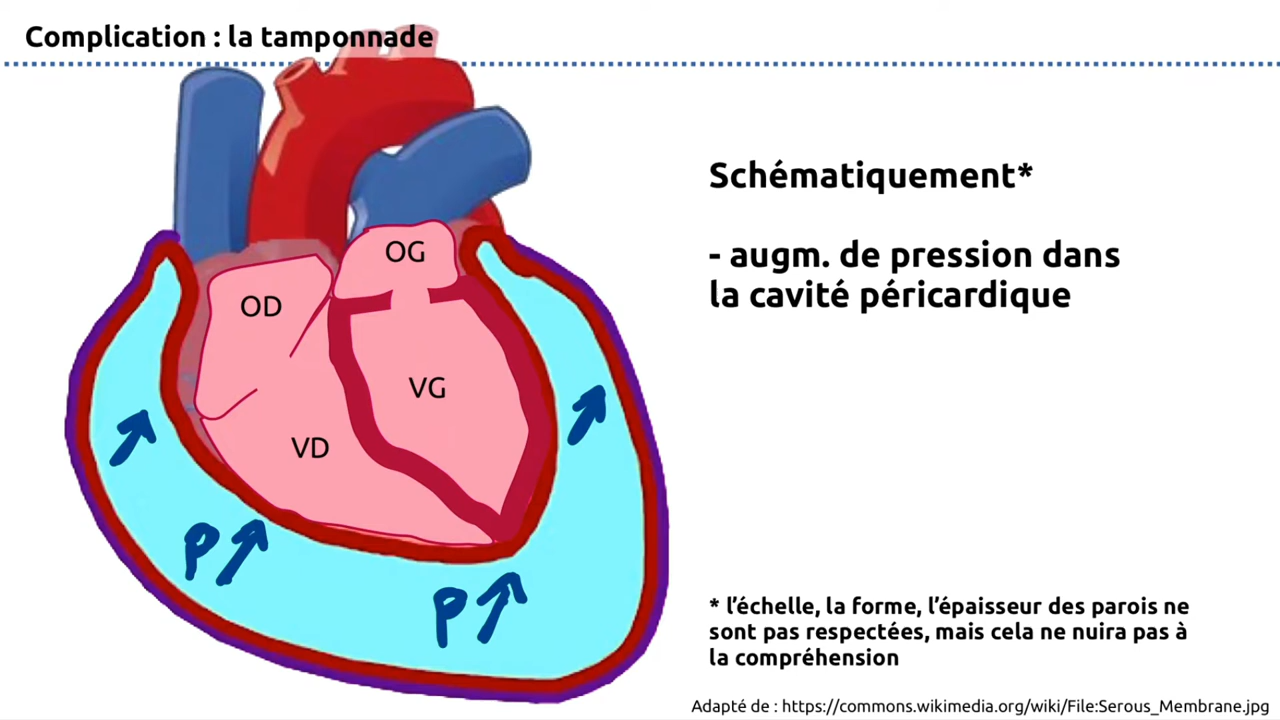 Complication : la tamponnade
Schématiquement*
- augm. de pression dans
la cavité péricardique
OG
OD
VG
VD
P
P
* l’échelle, la forme, l’épaisseur des parois ne
sont pas respectées, mais cela ne nuira pas à
la compréhension
Adapté de : https://commons.wikimedia.org/wiki/File:Serous_Membrane.jpg